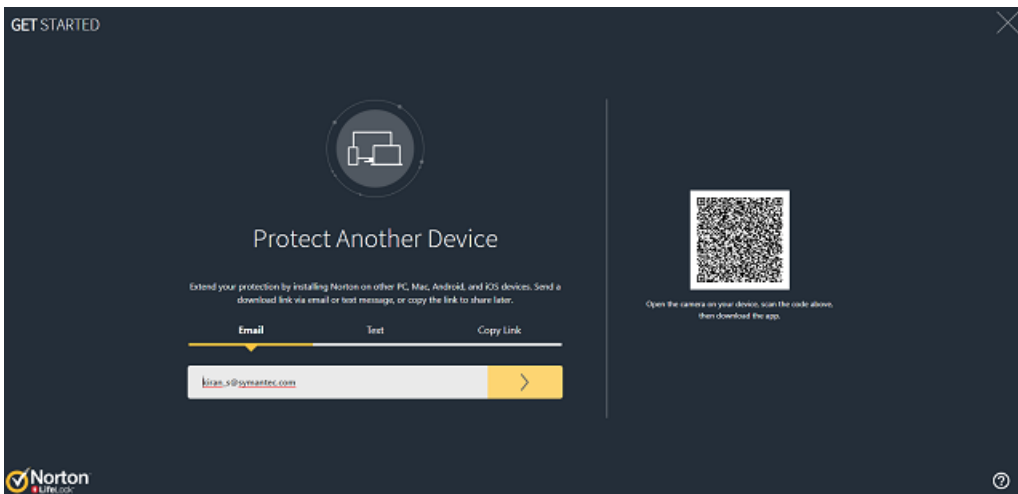 GET STARTED
Protect Another Device
Extend your protection by installing Norton on other PC, Mac, Android, and iOS devices. Send a
download link via email or text message, or copy the link to share later.
Email Text Copy Link
kiran_s@symantec.com
Open the camera on your device, scan the code above,
then download the app.
Norton
LifeLock